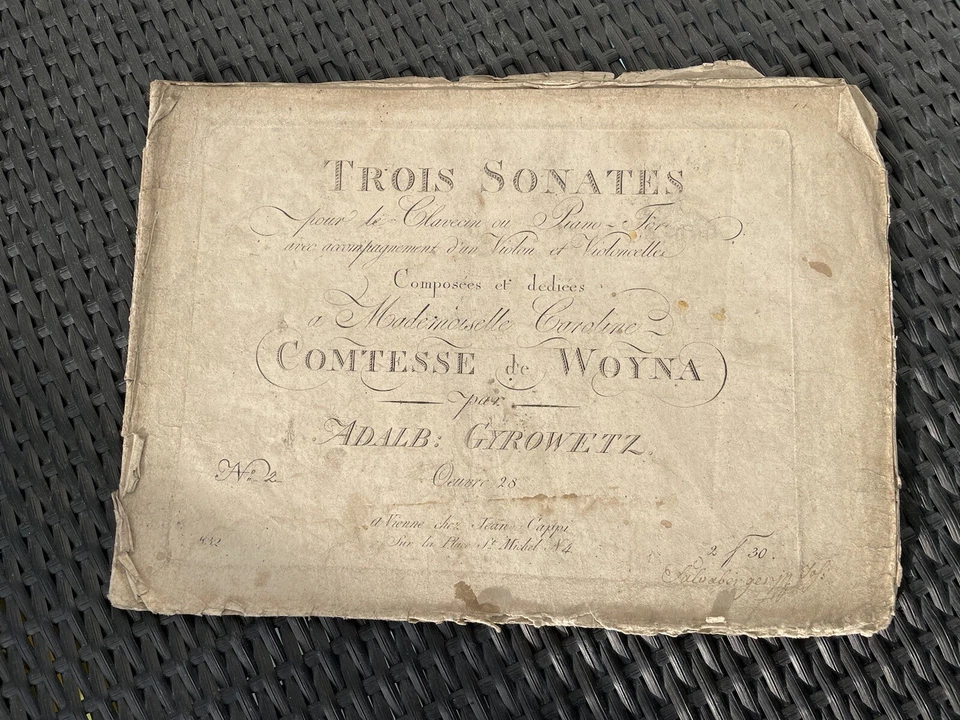 TROIS SONATES
pour le Clavecin ou Piano-For
avec accompagnement d'un Violon et Violoncelle
Composées et dediées
a Mademoiselle Caroline
COMTESSE de WOYNA
par
ADALB: GYROWETZ.
No. 2
Oeuvre 28
a Vienne chez Jean Cappi
Sur la Place St. Michel No 4
2 f 30.